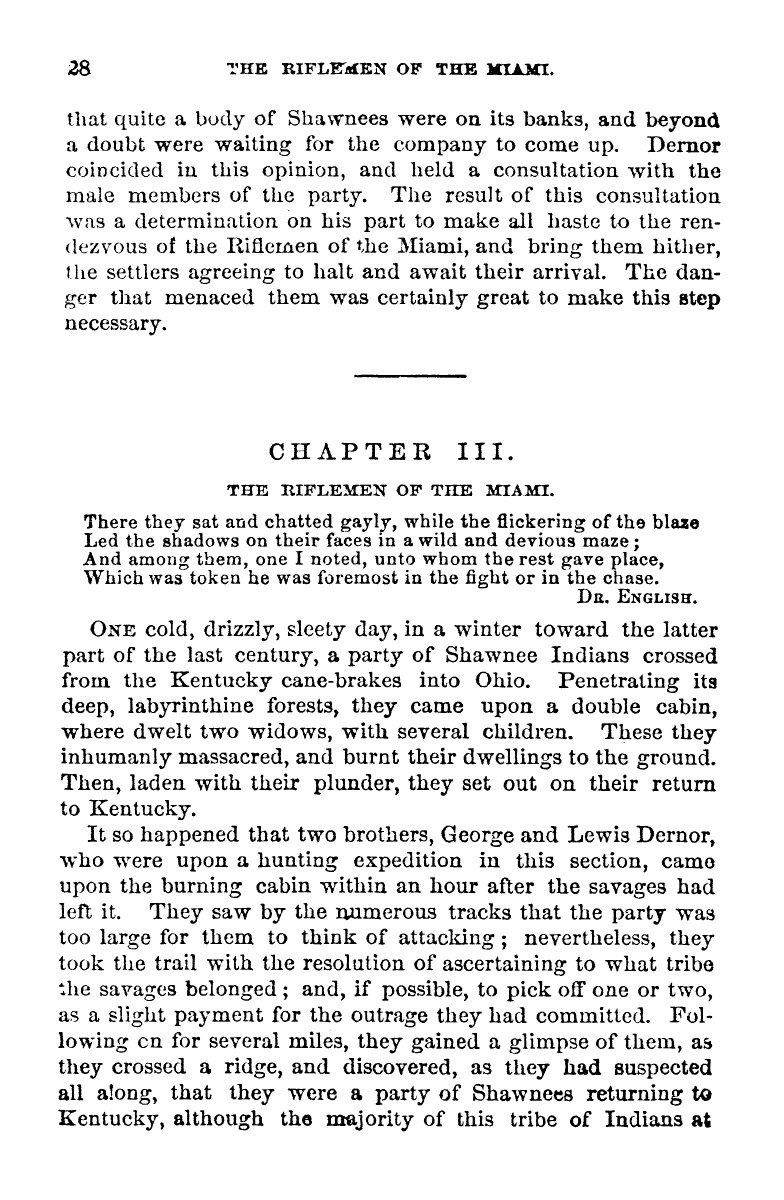 28 THE RIFLEMEN OF THE MIAMI.
that quite a body of Shawnees were on its banks, and beyond
a doubt were waiting for the company to come up. Dernor
coincided in this opinion, and held a consultation with the
male members of the party. The result of this consultation
was a determination on his part to make all haste to the ren-
dezvous of the Riflemen of the Miami, and bring them hither,
the settlers agreeing to halt and await their arrival. The dan-
ger that menaced them was certainly great to make this step
necessary.
CHAPTER III.
THE RIFLEMEN OF THE MIAMI.
There they sat and chatted gayly, while the flickering of the blaze
Led the shadows on their faces in a wild and devious maze;
And among them, one I noted, unto whom the rest gave place,
Which was token he was foremost in the fight or in the chase.
DR. ENGLISH.
ONE cold, drizzly, sleety day, in a winter toward the latter
part of the last century, a party of Shawnee Indians crossed
from the Kentucky cane-brakes into Ohio. Penetrating its
deep, labyrinthine forests, they came upon a double cabin,
where dwelt two widows, with several children. These they
inhumanly massacred, and burnt their dwellings to the ground.
Then, laden with their plunder, they set out on their return
to Kentucky.
It so happened that two brothers, George and Lewis Dernor,
who were upon a hunting expedition in this section, came
upon the burning cabin within an hour after the savages had
left it. They saw by the numerous tracks that the party was
too large for them to think of attacking; nevertheless, they
took the trail with the resolution of ascertaining to what tribe
the savages belonged; and, if possible, to pick off one or two,
as a slight payment for the outrage they had committed. Fol-
lowing on for several miles, they gained a glimpse of them, as
they crossed a ridge, and discovered, as they had suspected
all along, that they were a party of Shawnees returning to
Kentucky, although the majority of this tribe of Indians at